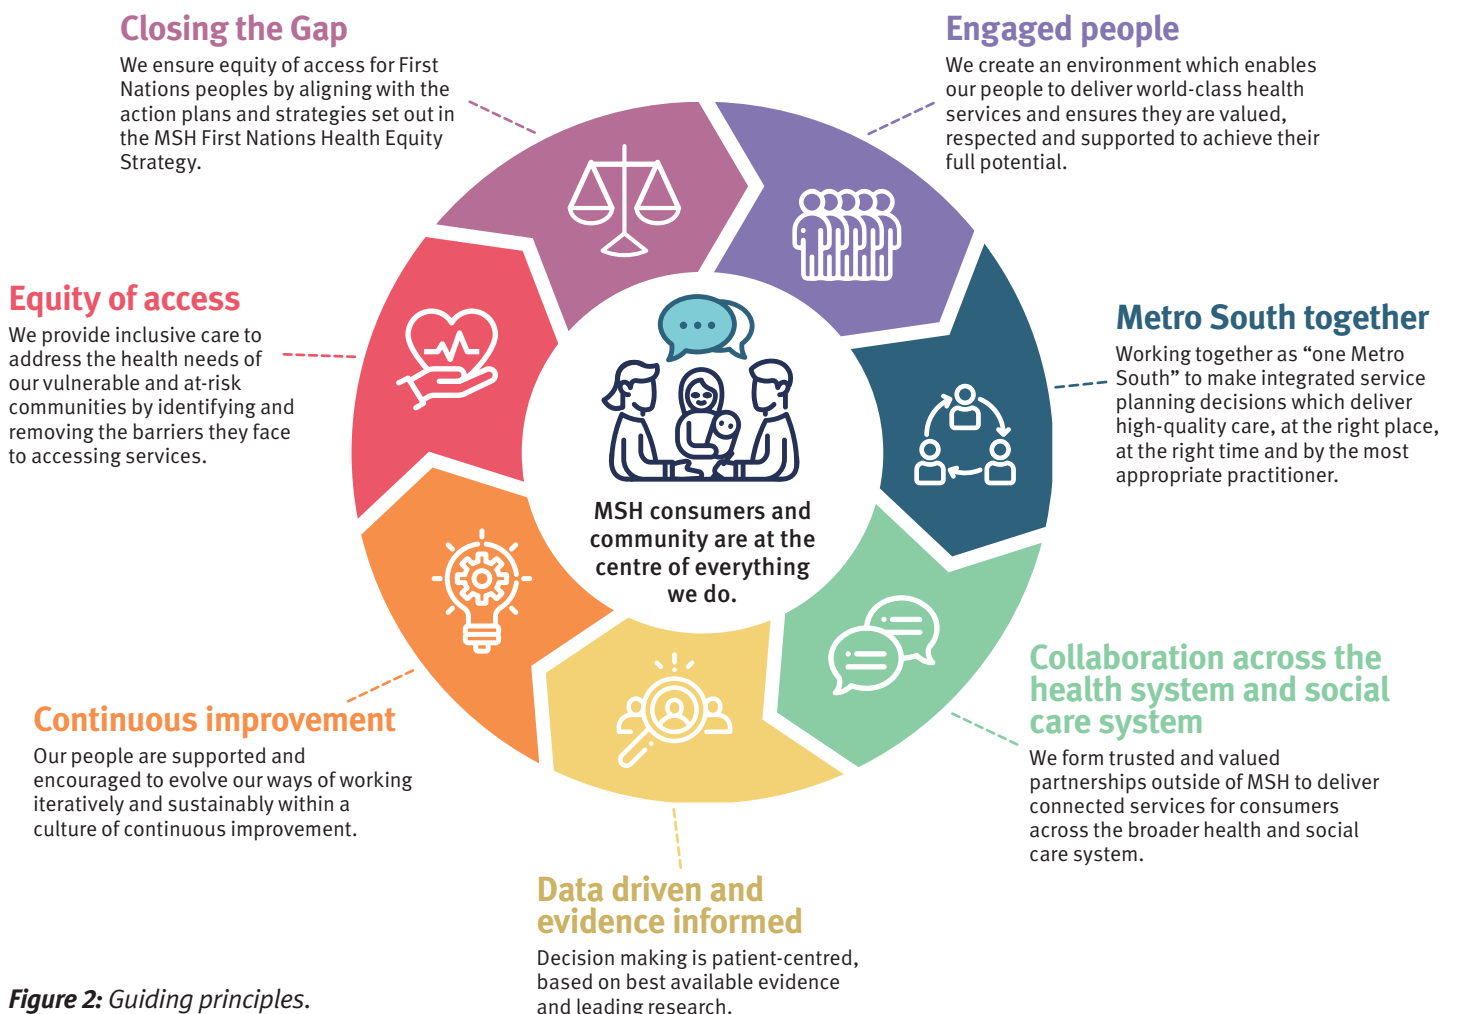 Closing the Gap
We ensure equity of access for First
Nations peoples by aligning with the
action plans and strategies set out in
the MSH First Nations Health Equity
Strategy.
Engaged people
We create an environment which enables
our people to deliver world-class health
services and ensures they are valued,
respected and supported to achieve their
full potential.
Equity of access
We provide inclusive care to
address the health needs of
our vulnerable and at-risk
communities by identifying and
removing the barriers they face
to accessing services.
Metro South together
Working together as “one Metro
South” to make integrated service
planning decisions which deliver
high-quality care, at the right place,
at the right time and by the most
appropriate practitioner.
MSH consumers and
community are at the
centre of everything
we do.
Collaboration across the
health system and social
care system
We form trusted and valued
partnerships outside of MSH to deliver
connected services for consumers
across the broader health and social
care system.
Continuous improvement
Our people are supported and
encouraged to evolve our ways of working
iteratively and sustainably within a
culture of continuous improvement.
Data driven and
evidence informed
Decision making is patient-centred,
based on best available evidence
and leading research.
Figure 2: Guiding principles.